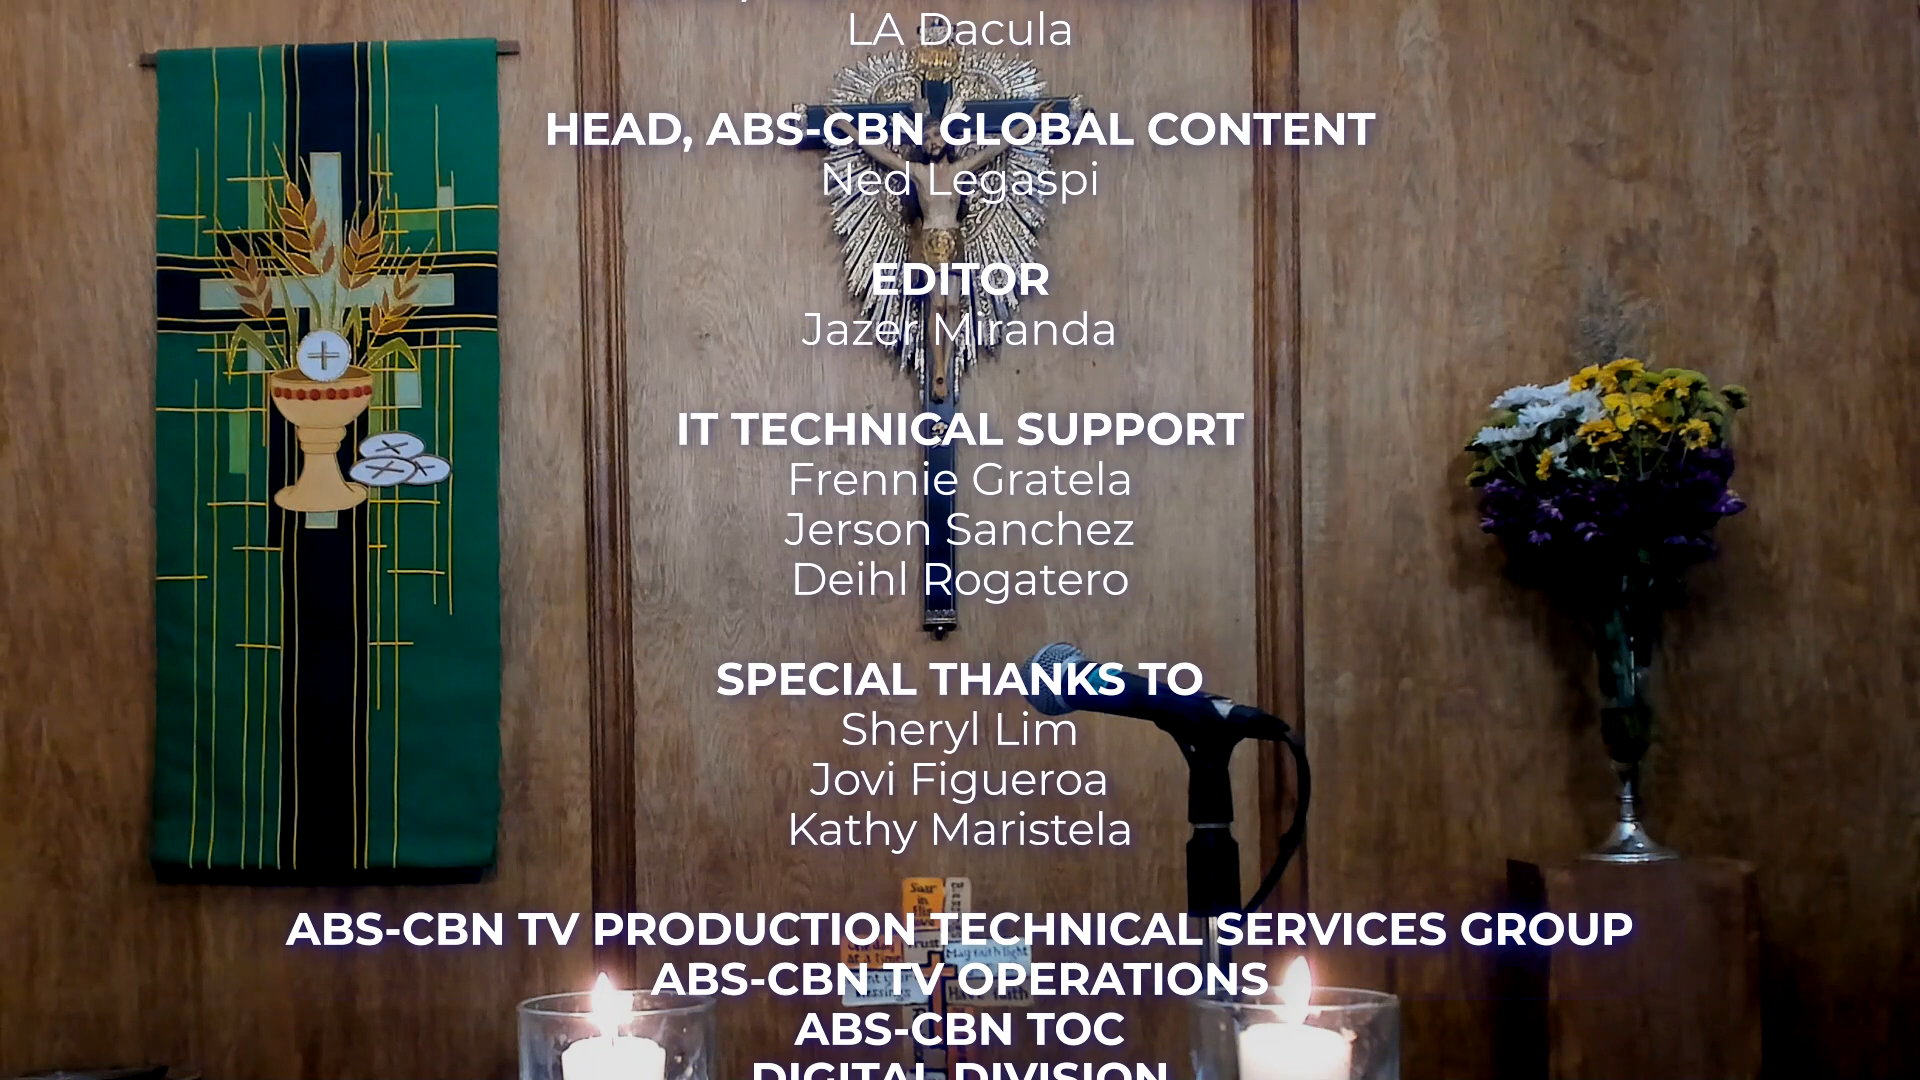 LA Dacula
HEAD, ABS-CBN GLOBAL CONTENT
Ned Legaspi
EDITOR
Jazer Miranda
IT TECHNICAL SUPPORT
Frennie Gratela
Jerson Sanchez
Deihl Rogatero
SPECIAL THANKS TO
Sheryl Lim
Jovi Figueroa
Kathy Maristela
ABS-CBN TV PRODUCTION TECHNICAL SERVICES GROUP
ABS-CBN TV OPERATIONS
ABS-CBN TOC
DIGITAL DIVISION